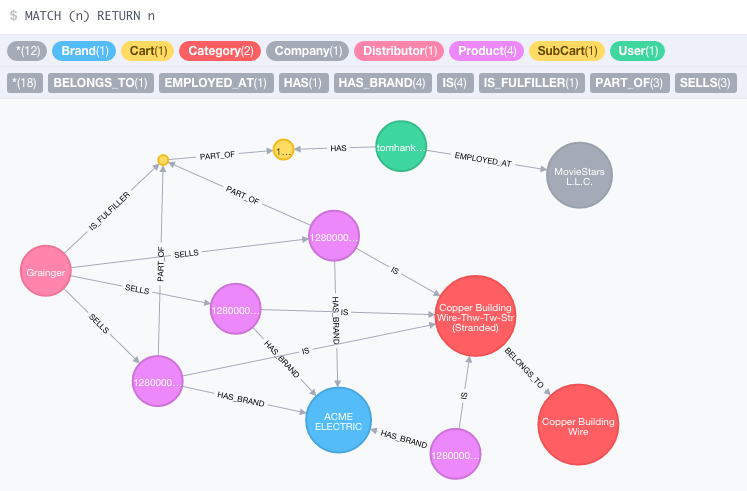 $ MATCH (n) RETURN n
*(12) Brand(1) Cart(1) Category(2) Company(1) Distributor(1) Product(4) SubCart(1) User(1)
*(18) BELONGS_TO(1) EMPLOYED_AT(1) HAS(1) HAS_BRAND(4) IS(4) IS_FULFILLER(1) PART_OF(3) SELLS(3)
PART_OF
1...
HAS
tomhank...
EMPLOYED_AT
MovieStars
L.L.C.
IS_FULFILLER
PART_OF
1280000...
SELLS
PART_OF
Grainger
IS
SELLS
1280000...
IS
HAS_BRAND
Copper Building
Wire-Thw-Tw-Str
(Stranded)
SELLS
HAS_BRAND
IS
BELONGS_TO
1280000...
HAS_BRAND
IS
ACME
ELECTRIC
HAS_BRAND
1280000...
Copper Building
Wire